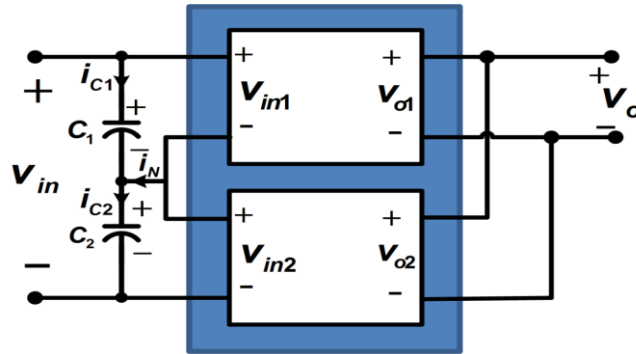 + + +
i_C1 + v_in1 v_o1 v_o
+ C_1 − − −
− i_N
v_in
i_C2 + + +
C_2 − v_in2 v_o2
− − −